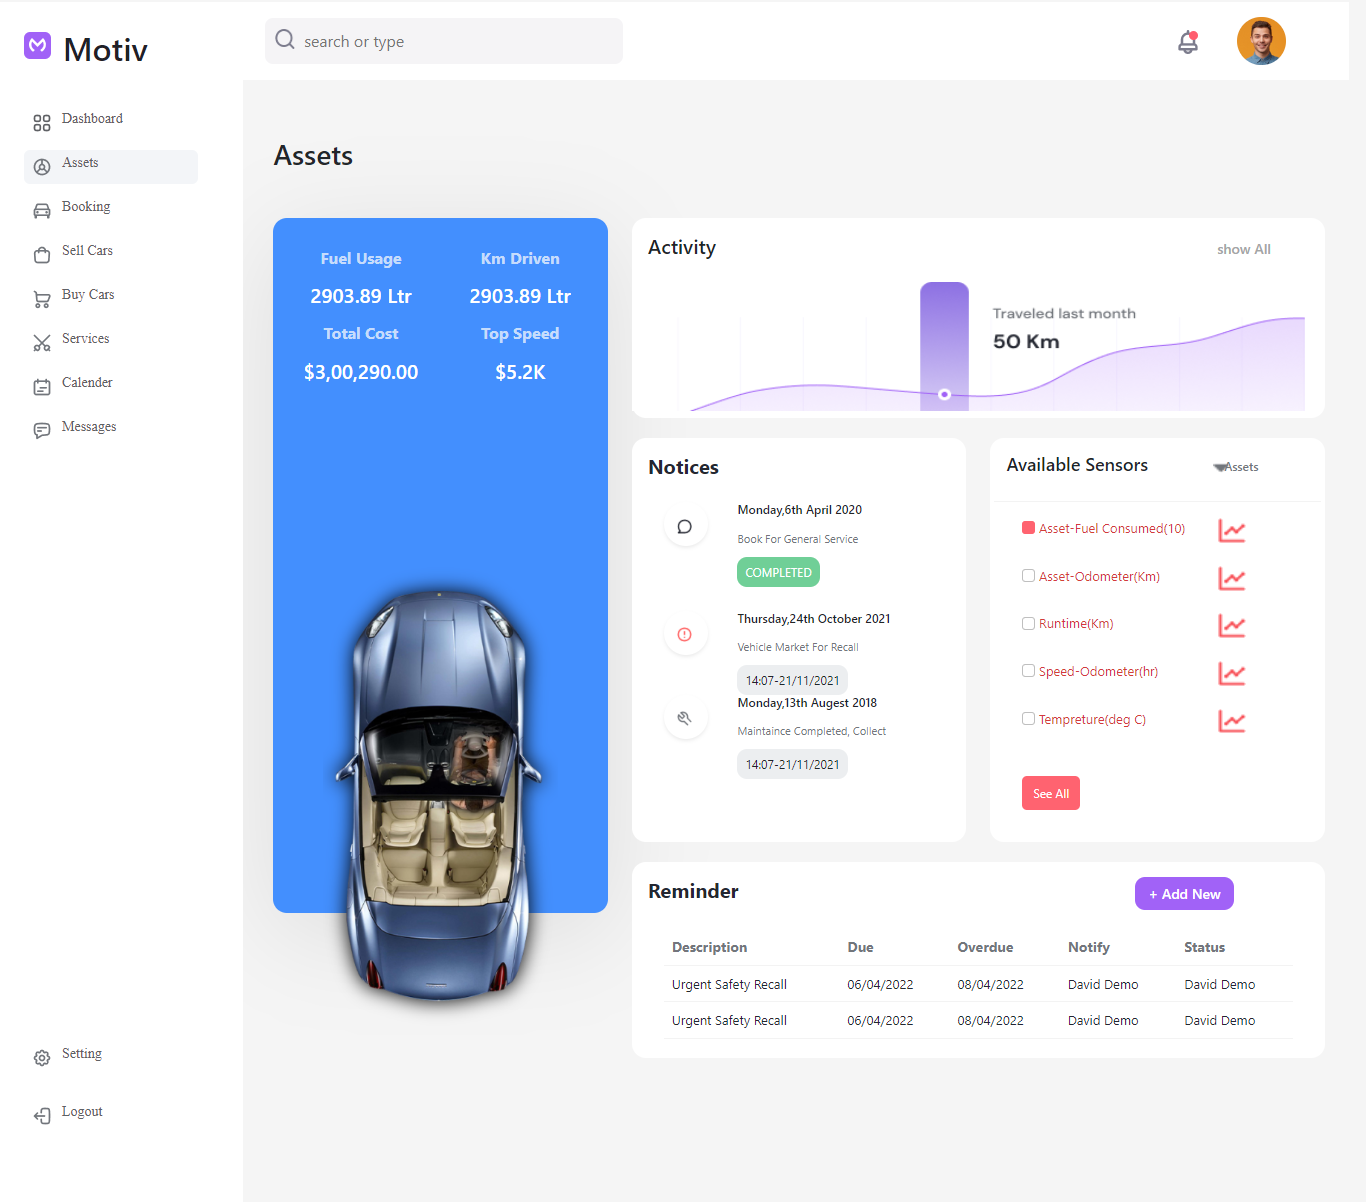 Motiv
search or type
Dashboard
Assets
Booking
Sell Cars
Buy Cars
Services
Calender
Messages
Setting
Logout
Assets
Fuel Usage
Km Driven
2903.89 Ltr
2903.89 Ltr
Total Cost
Top Speed
$3,00,290.00
$5.2K
Activity
show All
Traveled last month
50 Km
Notices
Monday,6th April 2020
Book For General Service
COMPLETED
Thursday,24th October 2021
Vehicle Market For Recall
14:07-21/11/2021
Monday,13th Augest 2018
Maintaince Completed, Collect
14:07-21/11/2021
Available Sensors
Assets
Asset-Fuel Consumed(10)
Asset-Odometer(Km)
Runtime(Km)
Speed-Odometer(hr)
Tempreture(deg C)
See All
Reminder
+ Add New
Description Due Overdue Notify Status
Urgent Safety Recall 06/04/2022 08/04/2022 David Demo David Demo
Urgent Safety Recall 06/04/2022 08/04/2022 David Demo David Demo